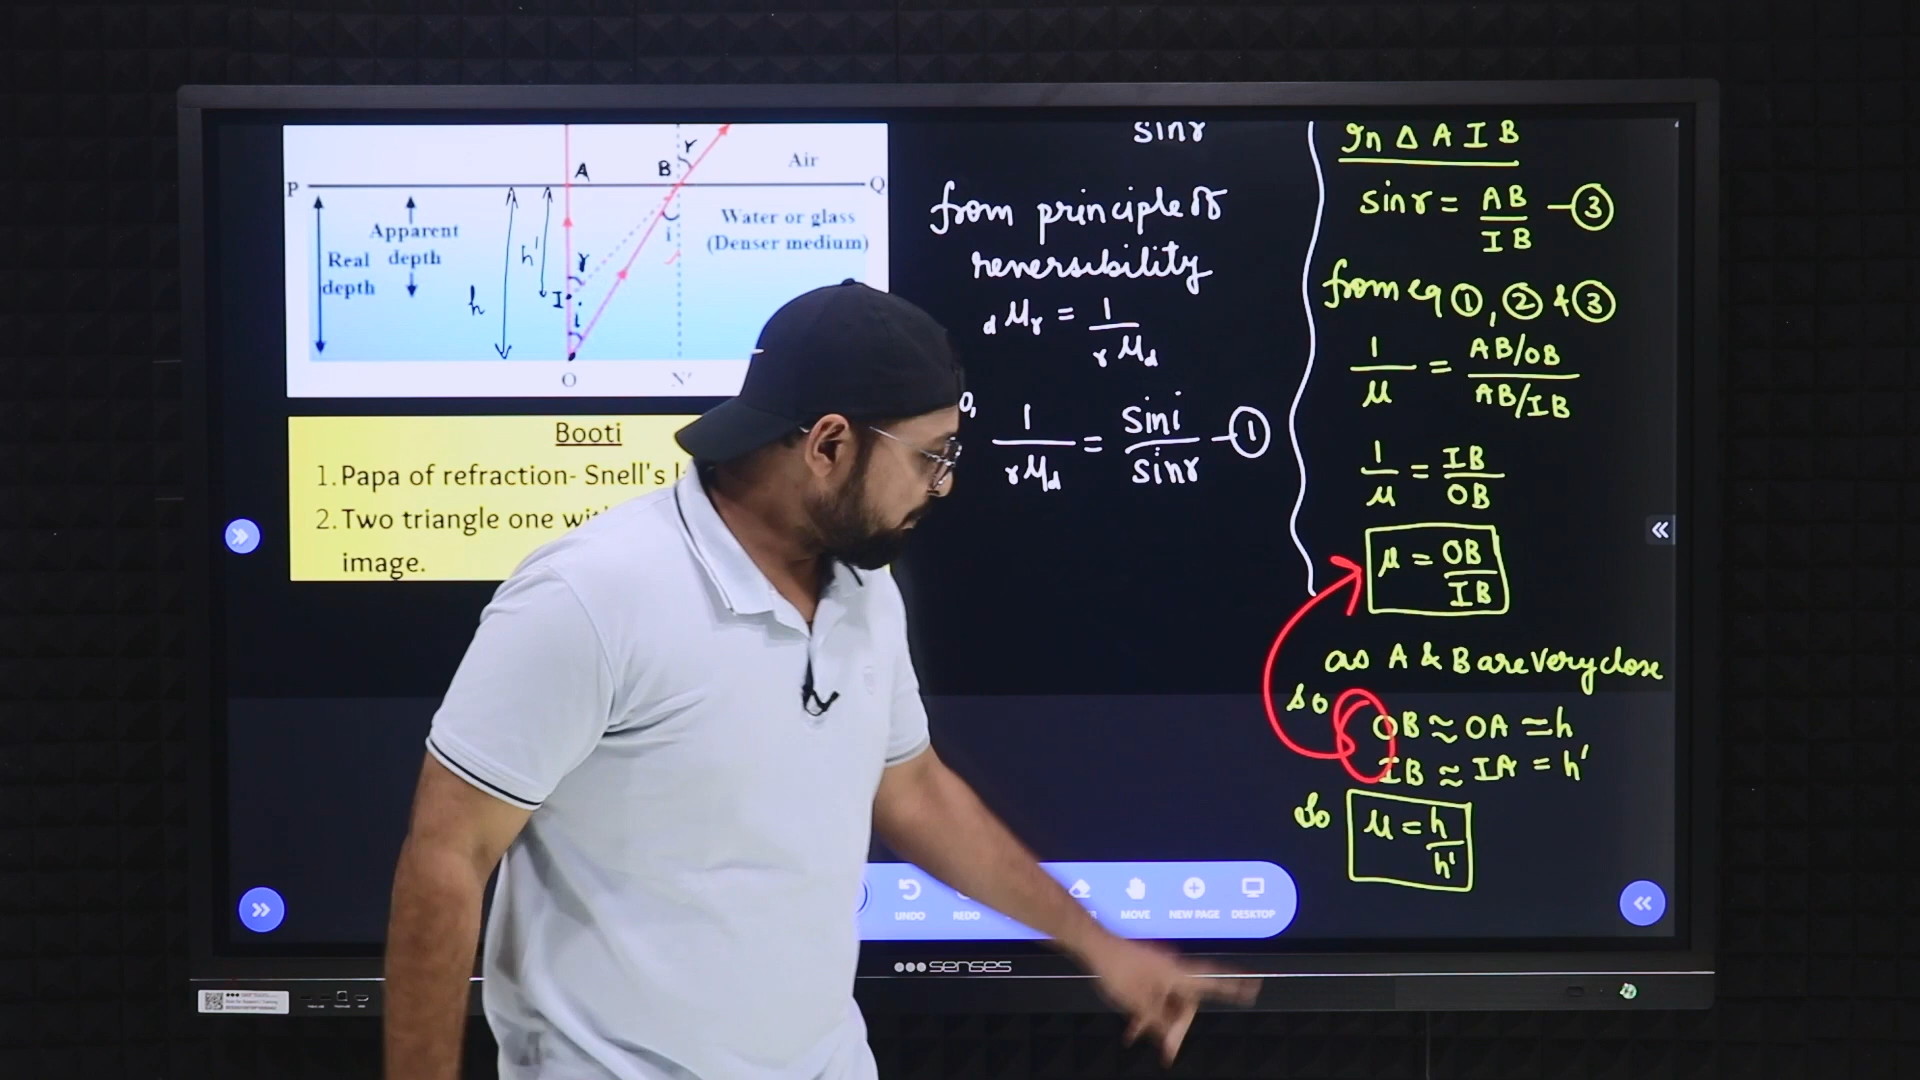 A
B
r
Air
P
Q
Apparent
depth
Real
depth
h
h'
r
I
i
i
Water or glass
(Denser medium)
O
N'
Booti
1. Papa of refraction- Snell's
2. Two triangle one
image.
sinr
from principle of
reversibility
dμr = 1/rμd
1/rμd = sini/sinr -①
In Δ A I B
sinr = AB/IB -③
from eq ①, ② & ③
1/μ = AB/OB / AB/IB
1/μ = IB/OB
μ = OB/IB
as A & B are very close
so
OB ≈ OA = h
IB ≈ IA = h'
So μ = h/h'
UNDO
REDO
MOVE
NEW PAGE
DESKTOP
senses